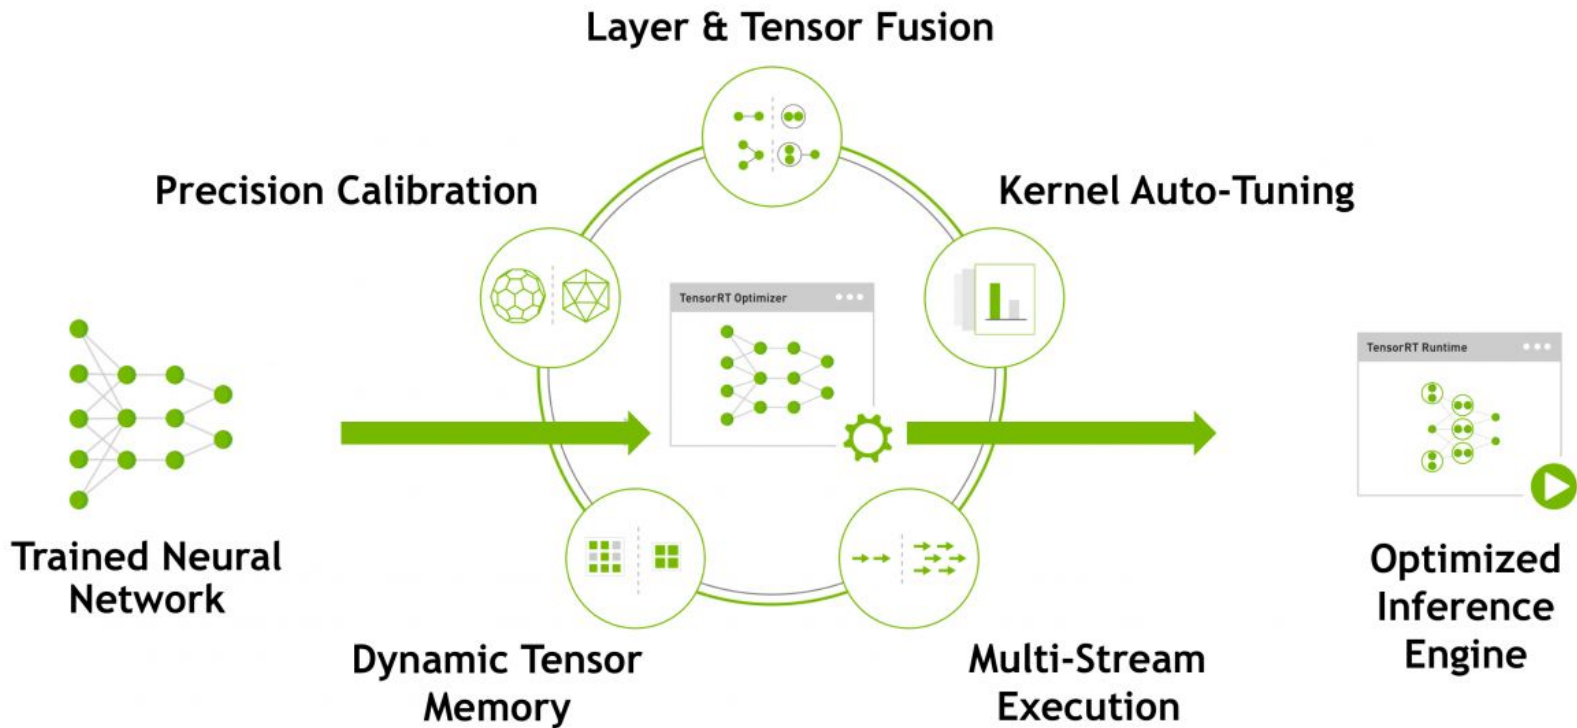 Layer & Tensor Fusion
Precision Calibration
Kernel Auto-Tuning
TensorRT Optimizer
TensorRT Runtime
Trained Neural
Network
Optimized
Inference
Engine
Dynamic Tensor
Memory
Multi-Stream
Execution